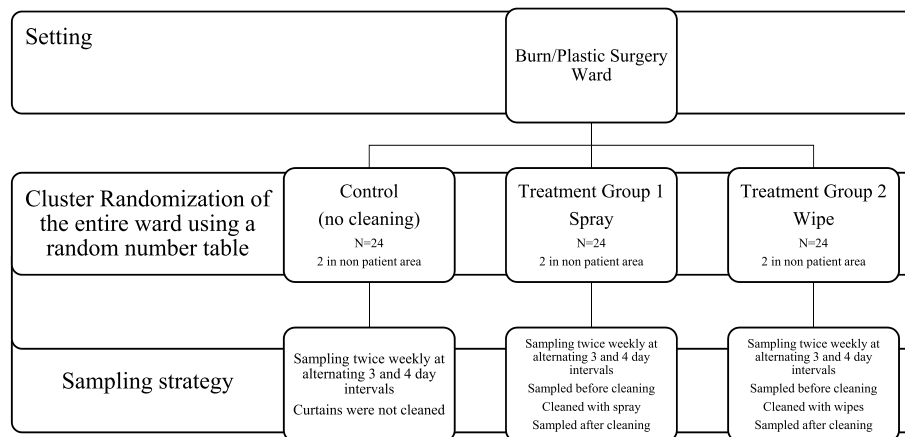 Setting
Burn/Plastic Surgery
Ward
Cluster Randomization of
the entire ward using a
random number table
Control
(no cleaning)
N=24
2 in non patient area
Treatment Group 1
Spray
N=24
2 in non patient area
Treatment Group 2
Wipe
N=24
2 in non patient area
Sampling strategy
Sampling twice weekly at
alternating 3 and 4 day
intervals
Curtains were not cleaned
Sampling twice weekly at
alternating 3 and 4 day
intervals
Sampled before cleaning
Cleaned with spray
Sampled after cleaning
Sampling twice weekly at
alternating 3 and 4 day
intervals
Sampled before cleaning
Cleaned with wipes
Sampled after cleaning